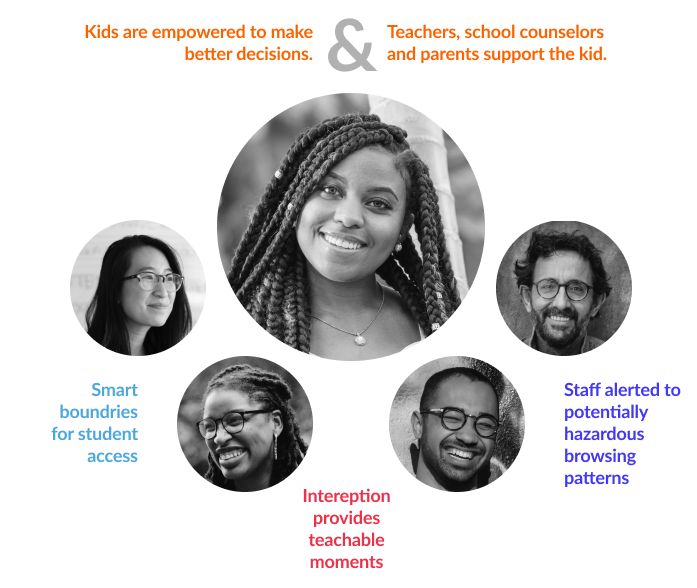 Kids are empowered to make
better decisions.
&
Teachers, school counselors
and parents support the kid.
Smart
boundries
for student
access
Intereption
provides
teachable
moments
Staff alerted to
potentially
hazardous
browsing
patterns